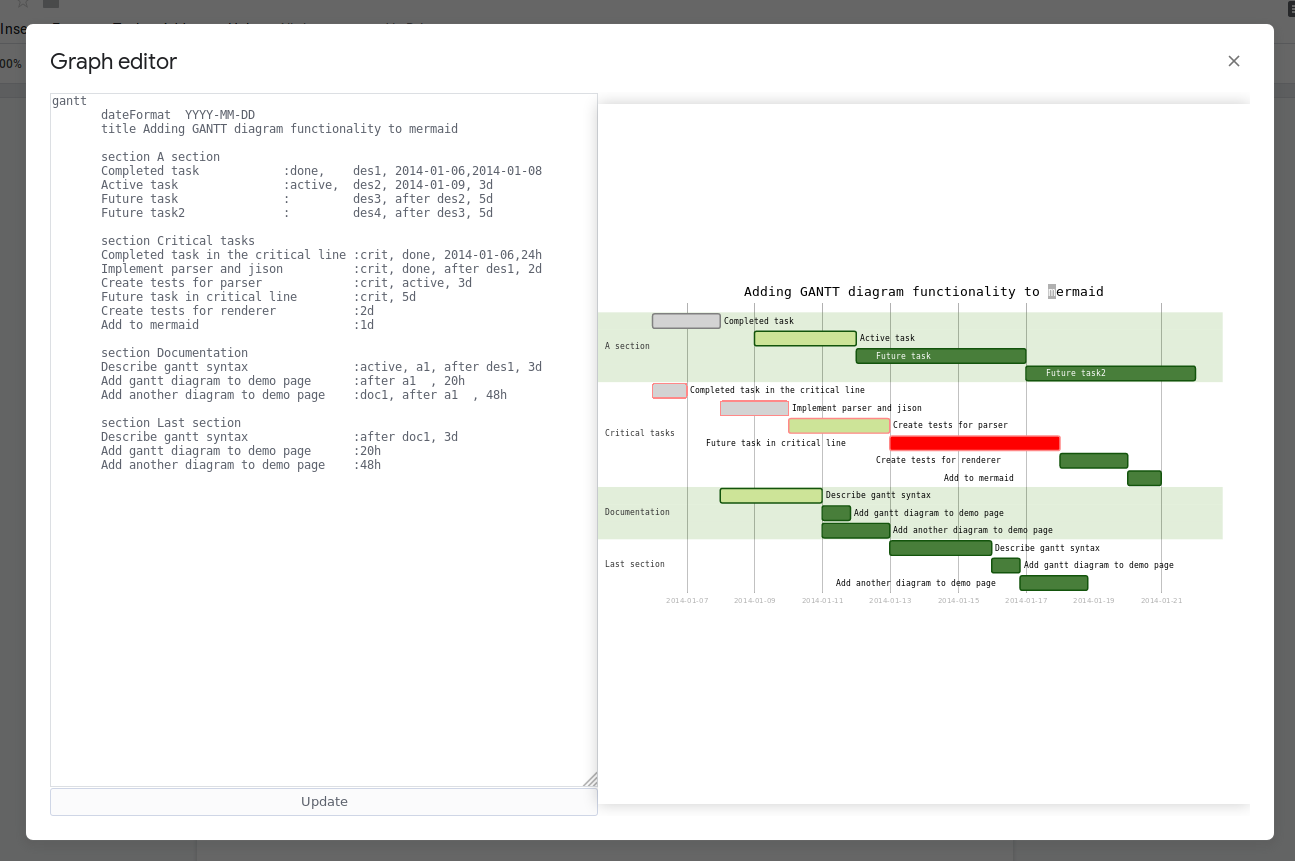 Inse
00%
Graph editor
gantt
dateFormat  YYYY-MM-DD
title Adding GANTT diagram functionality to mermaid
section A section
Completed task            :done,    des1, 2014-01-06,2014-01-08
Active task               :active,  des2, 2014-01-09, 3d
Future task               :         des3, after des2, 5d
Future task2              :         des4, after des3, 5d
section Critical tasks
Completed task in the critical line :crit, done, 2014-01-06,24h
Implement parser and jison          :crit, done, after des1, 2d
Create tests for parser             :crit, active, 3d
Future task in critical line        :crit, 5d
Create tests for renderer           :2d
Add to mermaid                      :1d
section Documentation
Describe gantt syntax               :active, a1, after des1, 3d
Add gantt diagram to demo page      :after a1  , 20h
Add another diagram to demo page    :doc1, after a1  , 48h
section Last section
Describe gantt syntax               :after doc1, 3d
Add gantt diagram to demo page      :20h
Add another diagram to demo page    :48h
Update
Adding GANTT diagram functionality to mermaid
Completed task
Active task
A section
Future task
Future task2
Completed task in the critical line
Implement parser and jison
Create tests for parser
Critical tasks
Future task in critical line
Create tests for renderer
Add to mermaid
Describe gantt syntax
Documentation
Add gantt diagram to demo page
Add another diagram to demo page
Describe gantt syntax
Last section
Add gantt diagram to demo page
Add another diagram to demo page
2014-01-07 2014-01-09 2014-01-11 2014-01-13 2014-01-15 2014-01-17 2014-01-19 2014-01-21